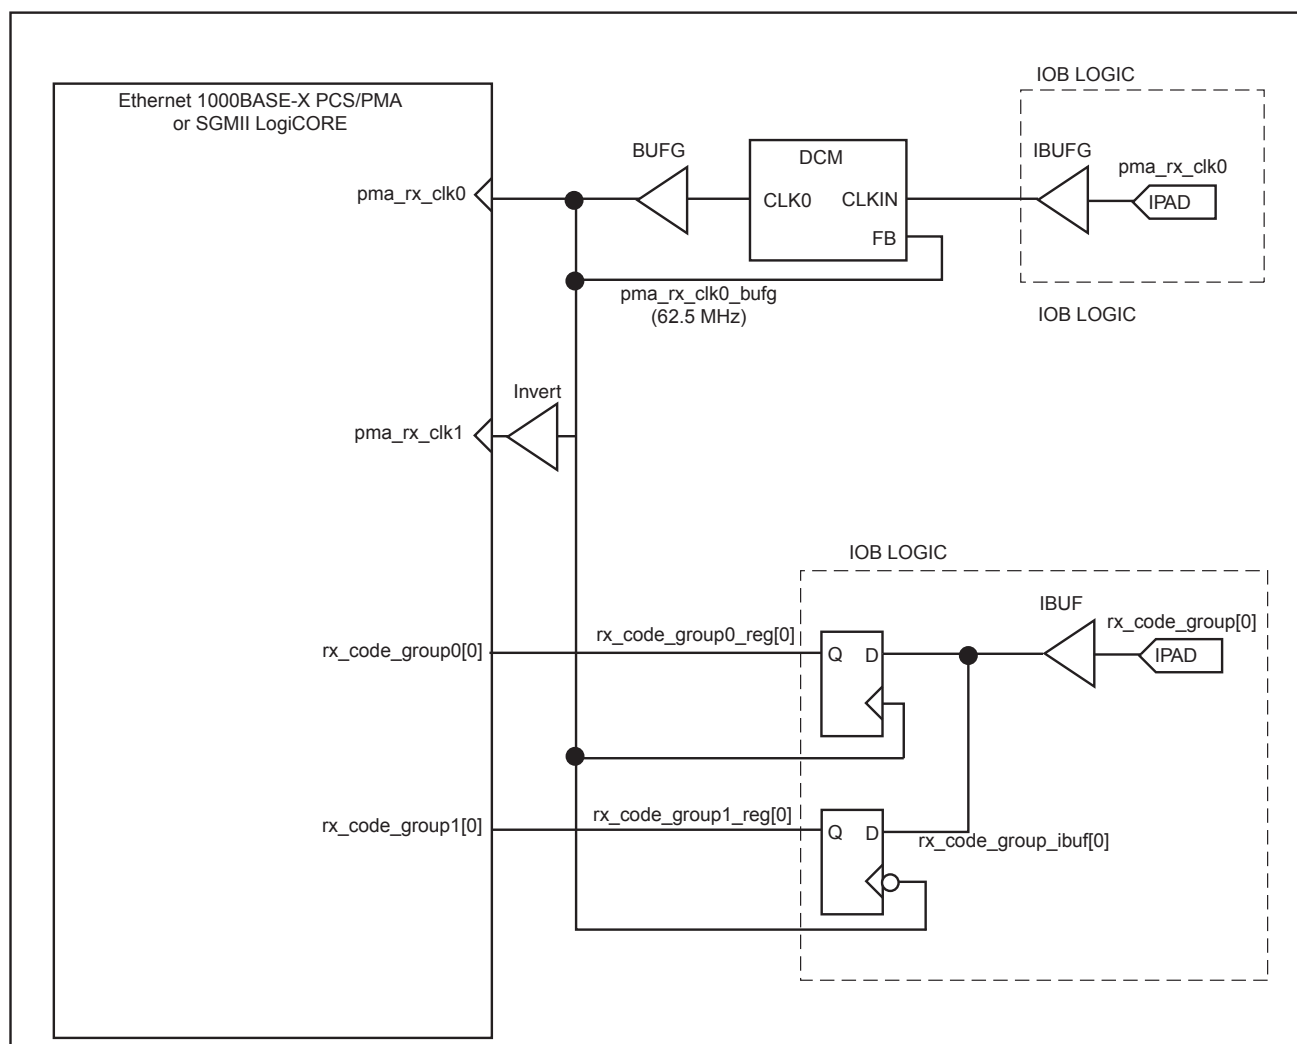 Ethernet 1000BASE-X PCS/PMA
or SGMII LogiCORE
IOB LOGIC
BUFG
DCM
IBUFG
pma_rx_clk0
pma_rx_clk0
CLK0
CLKIN
IPAD
FB
pma_rx_clk0_bufg
(62.5 MHz)
IOB LOGIC
Invert
pma_rx_clk1
IOB LOGIC
IBUF
rx_code_group[0]
rx_code_group0[0]
rx_code_group0_reg[0]
Q
D
IPAD
rx_code_group1[0]
rx_code_group1_reg[0]
Q
D
rx_code_group_ibuf[0]